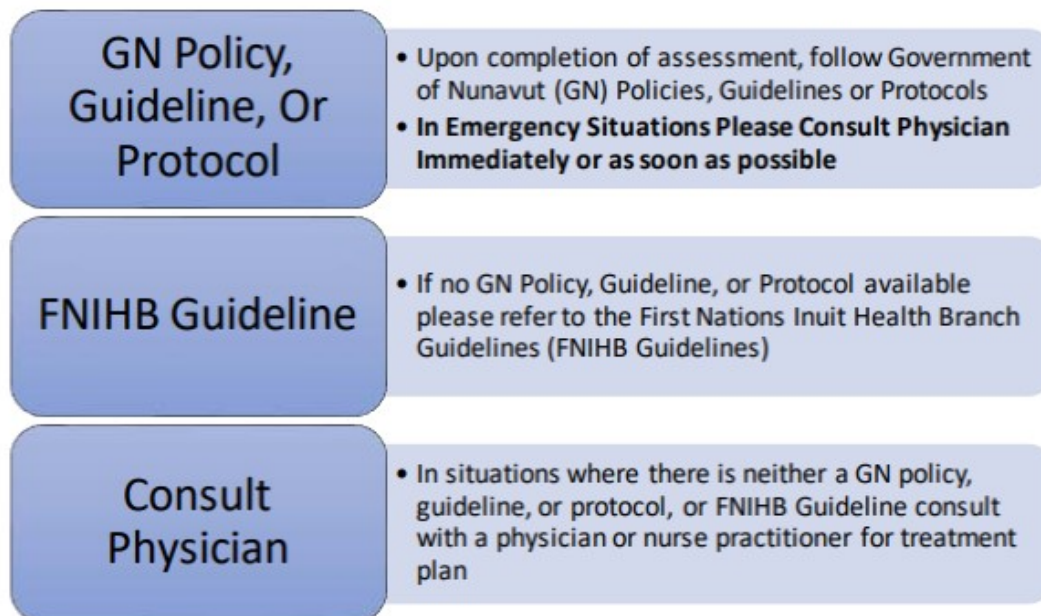 GN Policy,
Guideline, Or
Protocol
• Upon completion of assessment, follow Government
of Nunavut (GN) Policies, Guidelines or Protocols
• In Emergency Situations Please Consult Physician
Immediately or as soon as possible
FNIHB Guideline
• If no GN Policy, Guideline, or Protocol available
please refer to the First Nations Inuit Health Branch
Guidelines (FNIHB Guidelines)
Consult
Physician
• In situations where there is neither a GN policy,
guideline, or protocol, or FNIHB Guideline consult
with a physician or nurse practitioner for treatment
plan